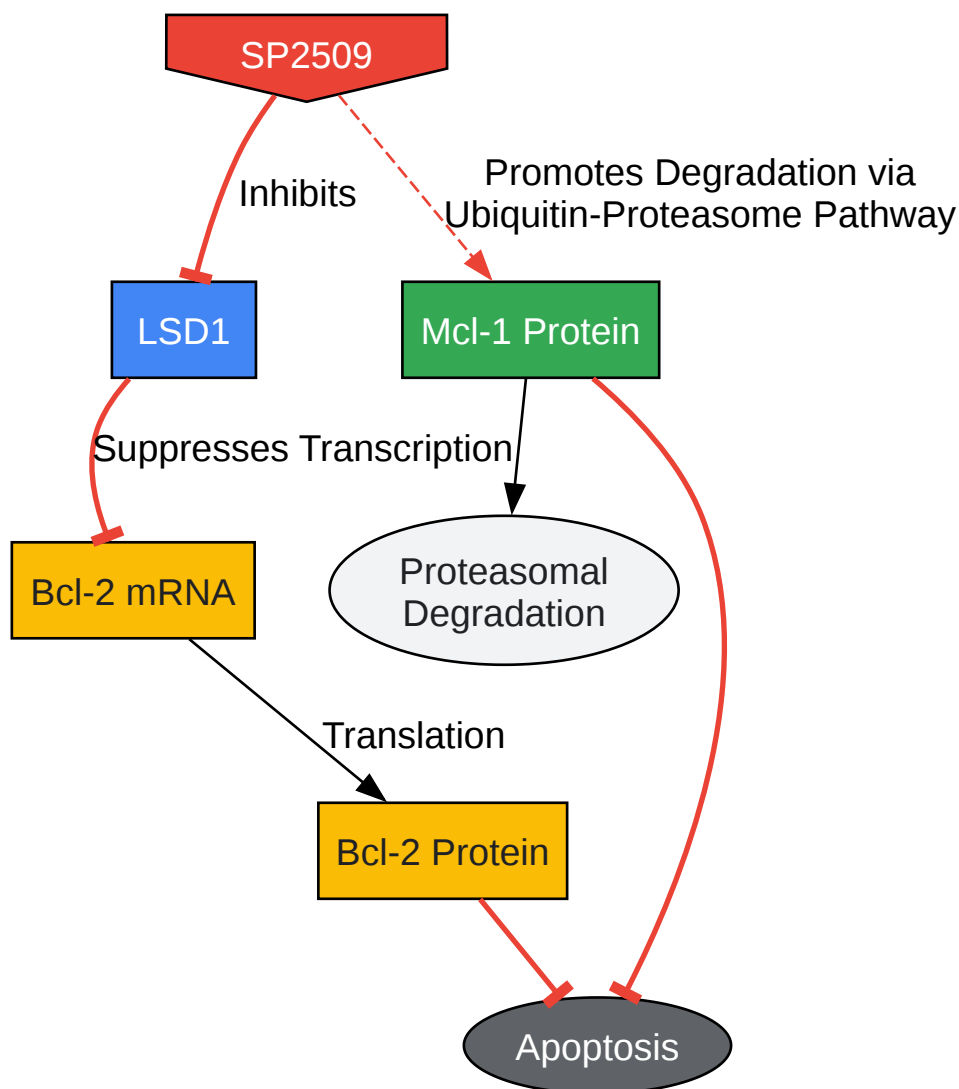 SP2509
Inhibits
Promotes Degradation via
Ubiquitin-Proteasome Pathway
LSD1
Mcl-1 Protein
Suppresses Transcription
Bcl-2 mRNA
Proteasomal
Degradation
Translation
Bcl-2 Protein
Apoptosis